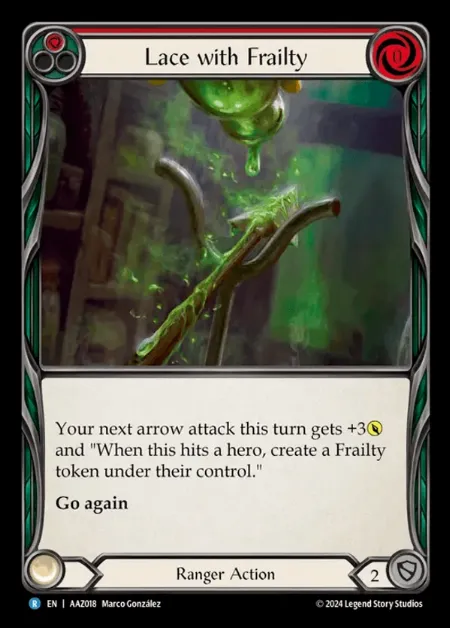 Lace with Frailty
0
Your next arrow attack this turn gets +3
and "When this hits a hero, create a Frailty
token under their control."
Go again
Ranger Action
2
R EN | AAZ018 Marco González
© 2024 Legend Story Studios